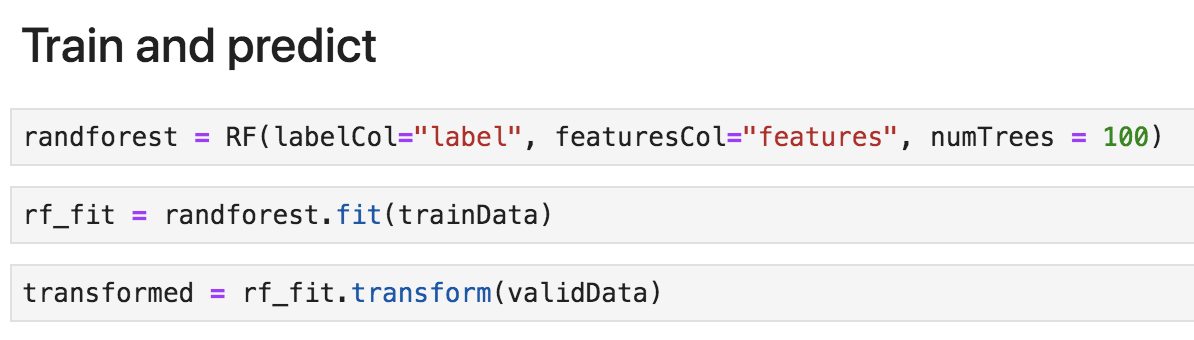 Train and predict
randforest = RF(labelCol="label", featuresCol="features", numTrees = 100)
rf_fit = randforest.fit(trainData)
transformed = rf_fit.transform(validData)